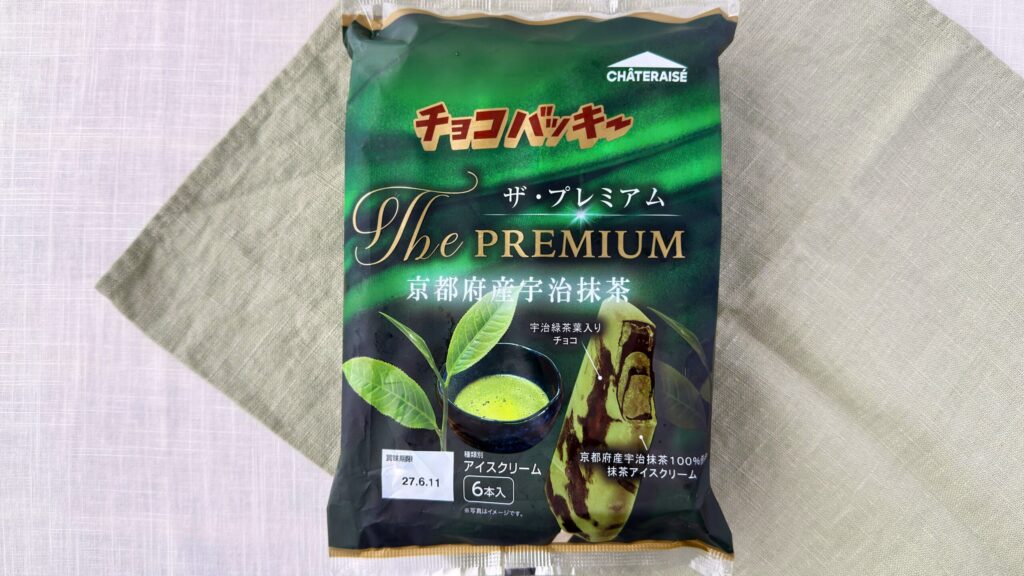 CHÂTERAISÉ
チョコバッキー
ザ・プレミアム
The PREMIUM
京都府産宇治抹茶
宇治緑茶葉入り
チョコ
京都府産宇治抹茶100%
抹茶アイスクリーム
賞味期限
27.6.11
種類別
アイスクリーム
6本入
※写真はイメージです。